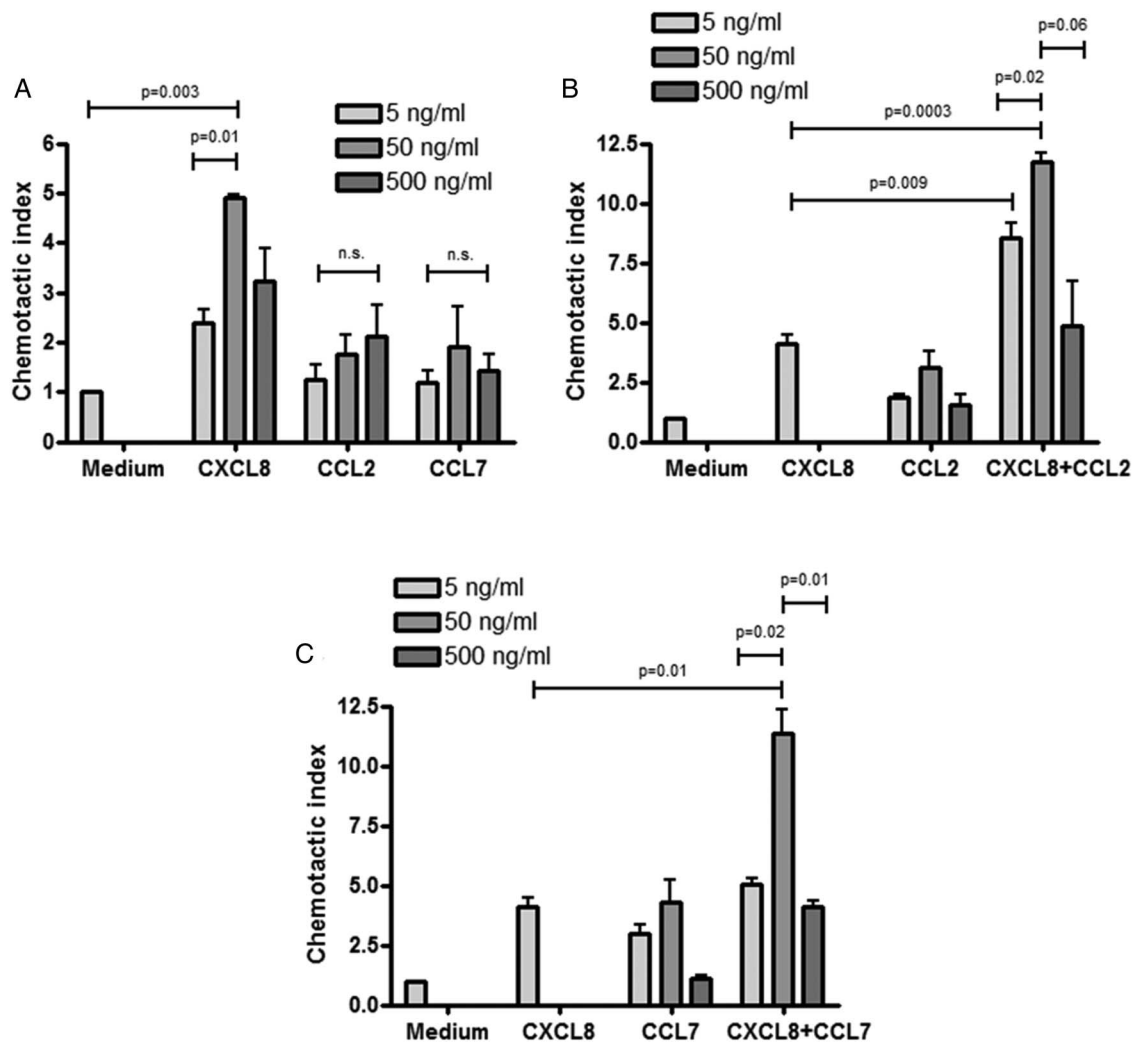 A
p=0.003
p=0.01
5 ng/ml
50 ng/ml
500 ng/ml
n.s.
n.s.
Chemotactic index
6
5
4
3
2
1
0
Medium CXCL8 CCL2 CCL7
B
5 ng/ml
50 ng/ml
500 ng/ml
p=0.06
p=0.02
p=0.0003
p=0.009
Chemotactic index
12.5
10.0
7.5
5.0
2.5
0.0
Medium CXCL8 CCL2 CXCL8+CCL2
C
5 ng/ml
50 ng/ml
500 ng/ml
p=0.01
p=0.02
p=0.01
Chemotactic index
12.5
10.0
7.5
5.0
2.5
0.0
Medium CXCL8 CCL7 CXCL8+CCL7